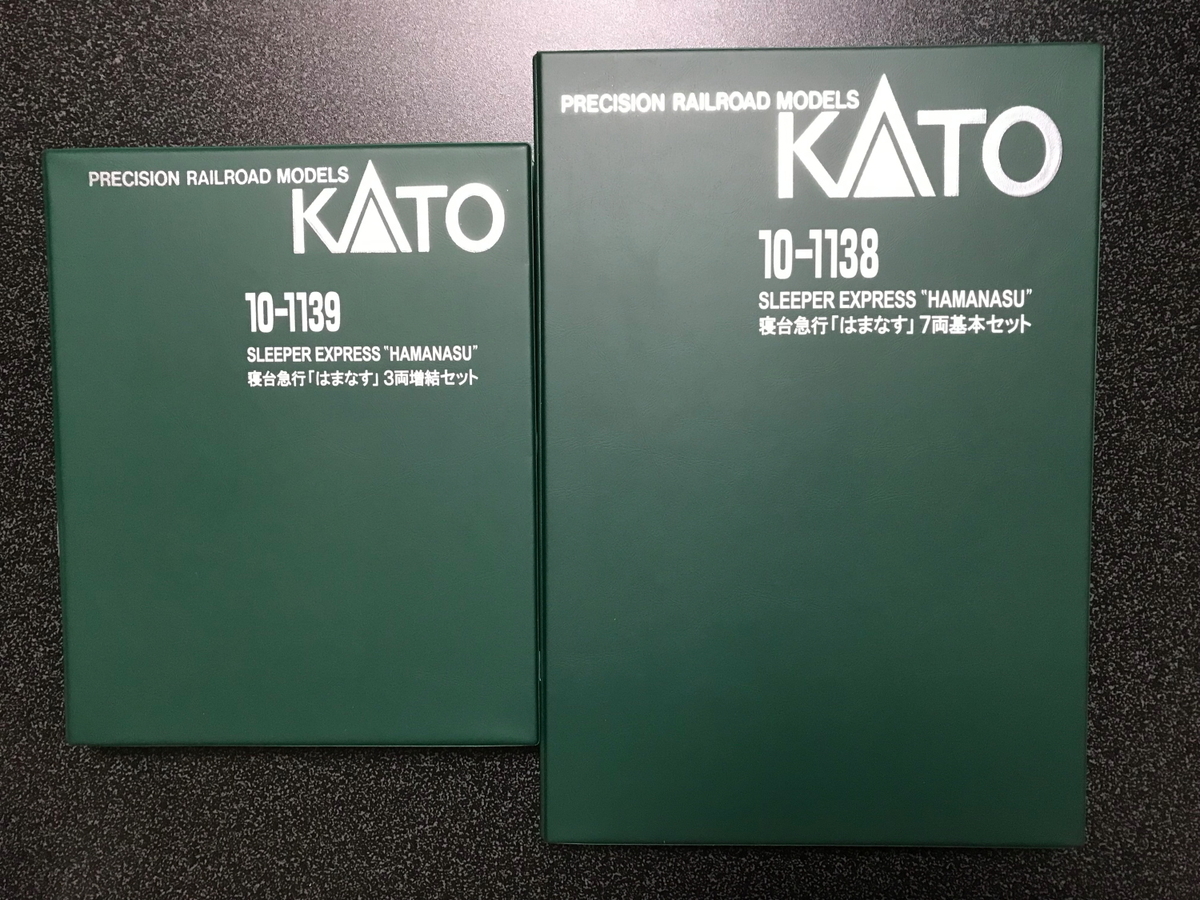 PRECISION RAILROAD MODELS
KATO
10-1139
SLEEPER EXPRESS "HAMANASU"
寝台急行「はまなす」3両増結セット
PRECISION RAILROAD MODELS
KATO
10-1138
SLEEPER EXPRESS "HAMANASU"
寝台急行「はまなす」7両基本セット